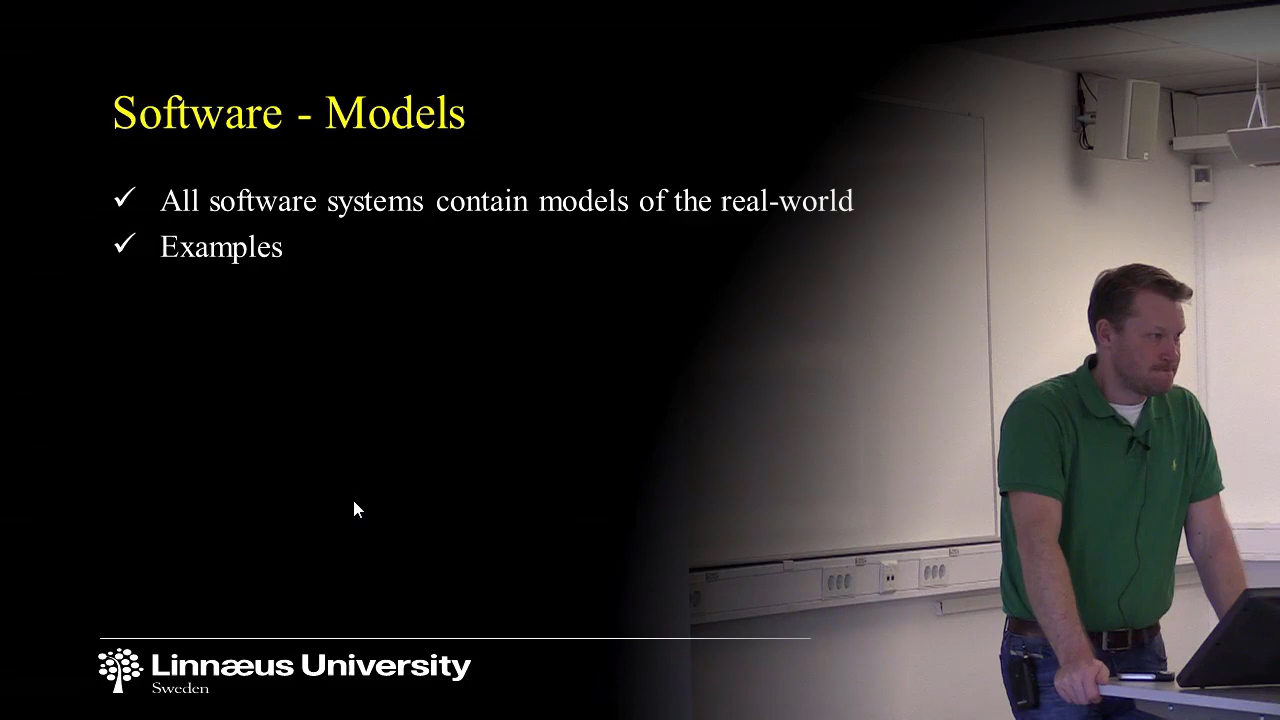 Software - Models
All software systems contain models of the real-world
Examples
Linnæus University
Sweden